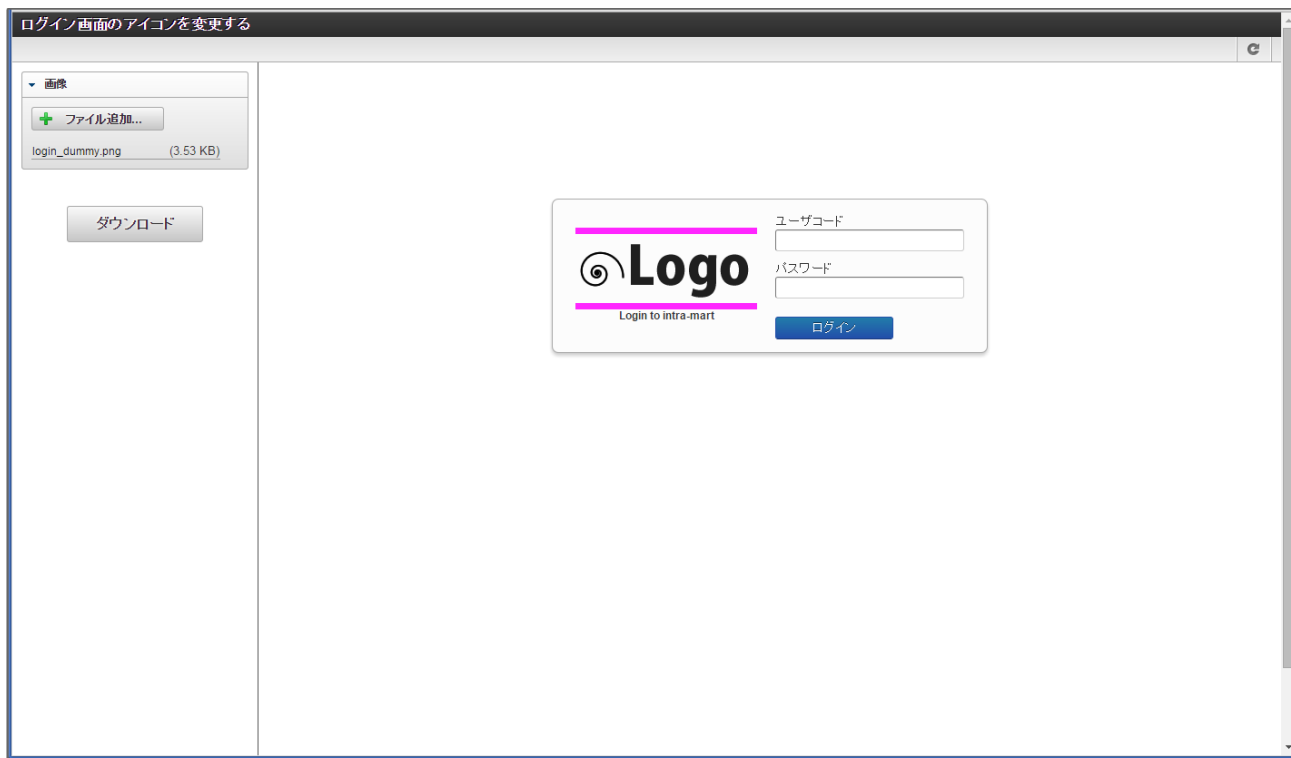 ログイン画面のアイコンを変更する
画像
ファイル追加...
login_dummy.png (3.53 KB)
ダウンロード
Logo
Login to intra-mart
ユーザコード
パスワード
ログイン